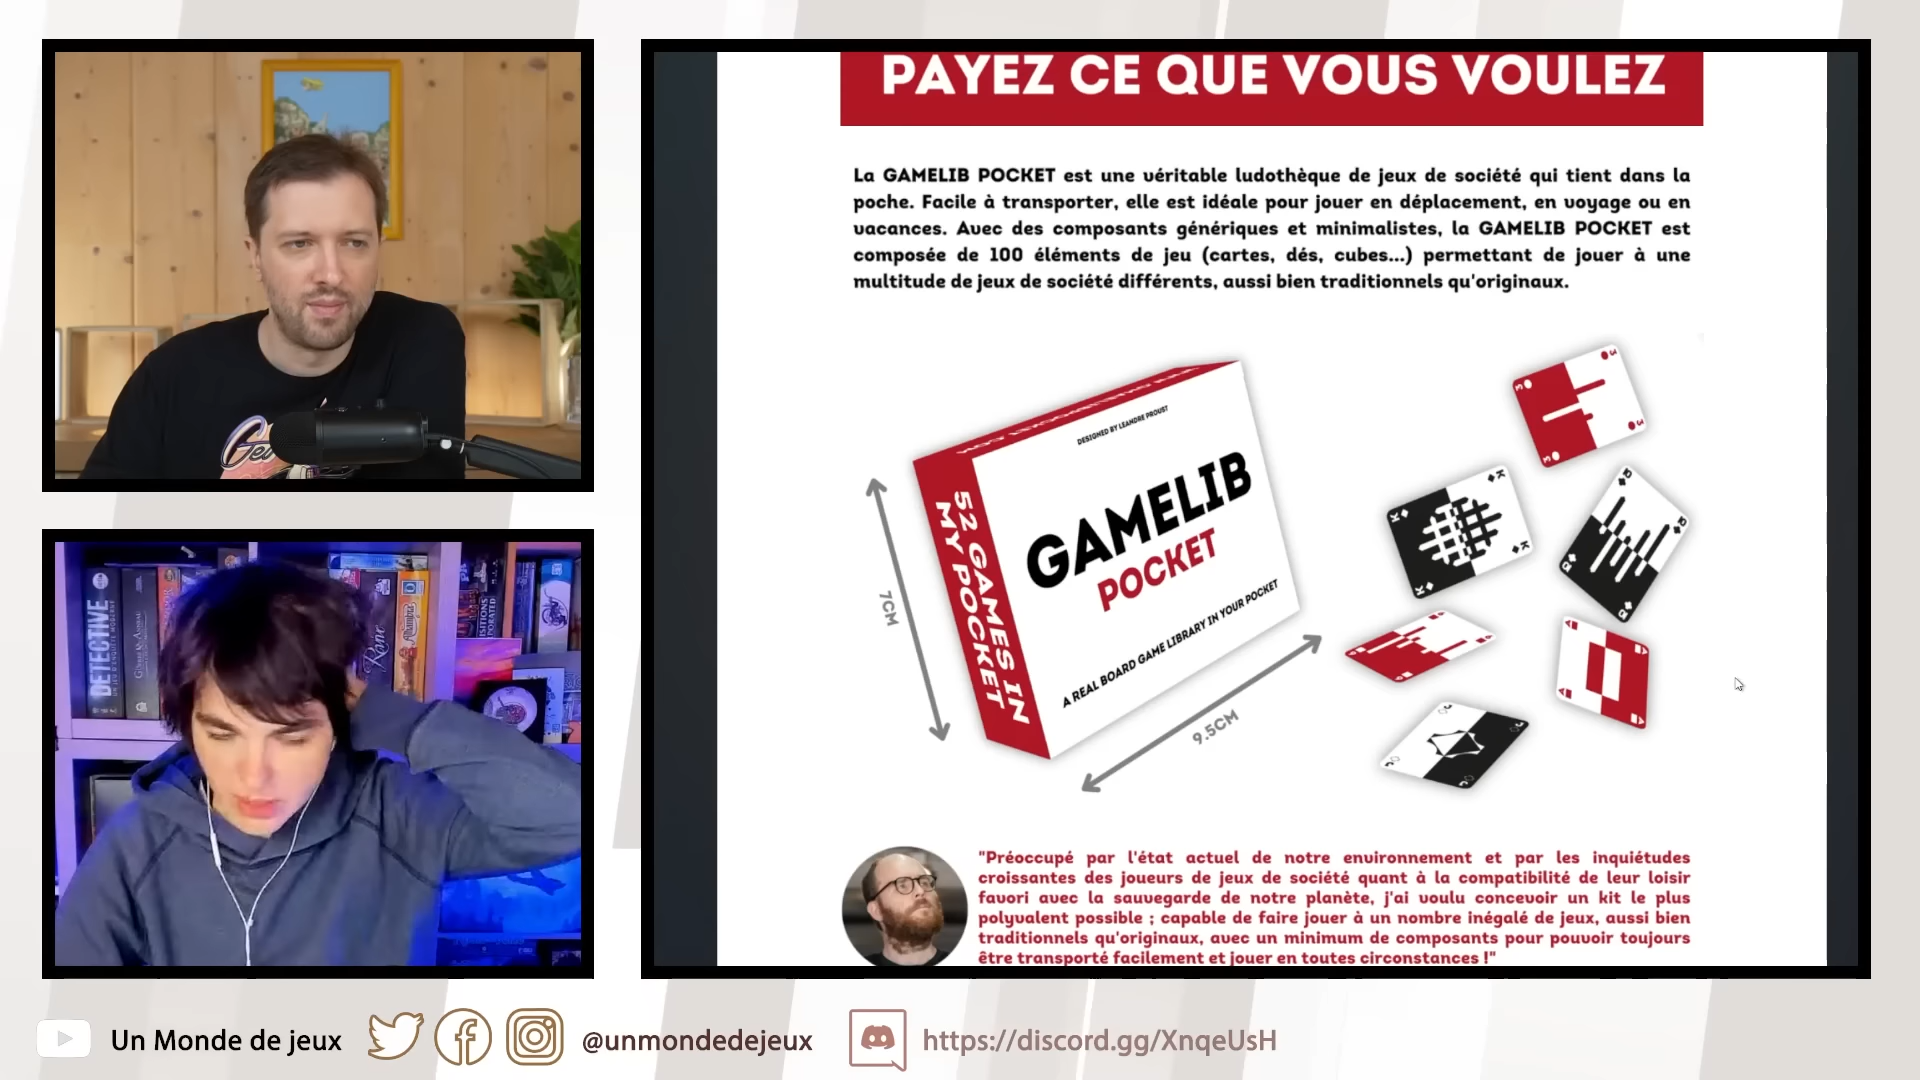 PAYEZ CE QUE VOUS VOULEZ
La GAMELIB POCKET est une véritable ludothèque de jeux de société qui tient dans la
poche. Facile à transporter, elle est idéale pour jouer en déplacement, en voyage ou en
vacances. Avec des composants génériques et minimalistes, la GAMELIB POCKET est
composée de 100 éléments de jeu (cartes, dés, cubes...) permettant de jouer à une
multitude de jeux de société différents, aussi bien traditionnels qu'originaux.
DESIGNED BY LEANDRE PROUST
GAMELIB
POCKET
A REAL BOARD GAME LIBRARY IN YOUR POCKET
52 GAMES IN
MY POCKET
7CM
9.5CM
"Préoccupé par l'état actuel de notre environnement et par les inquiétudes
croissantes des joueurs de jeux de société quant à la compatibilité de leur loisir
favori avec la sauvegarde de notre planète, j'ai voulu concevoir un kit le plus
polyvalent possible ; capable de faire jouer à un nombre inégalé de jeux, aussi bien
traditionnels qu'originaux, avec un minimum de composants pour pouvoir toujours
être transporté facilement et jouer en toutes circonstances !"
DETECTIVE
Un Monde de jeux
@unmondedejeux
https://discord.gg/XnqeUsH